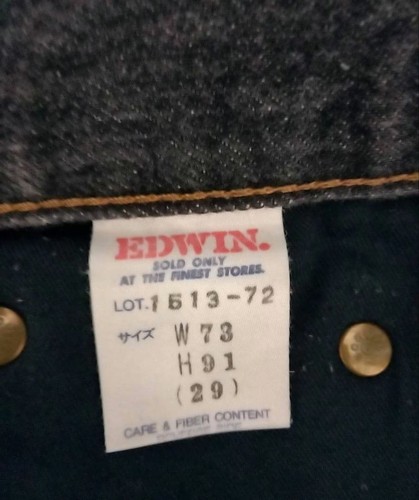 EDWIN.
SOLD ONLY
AT THE FINEST STORES.
LOT. 1513-72
サイズ W73
H91
(29)
CARE & FIBER CONTENT